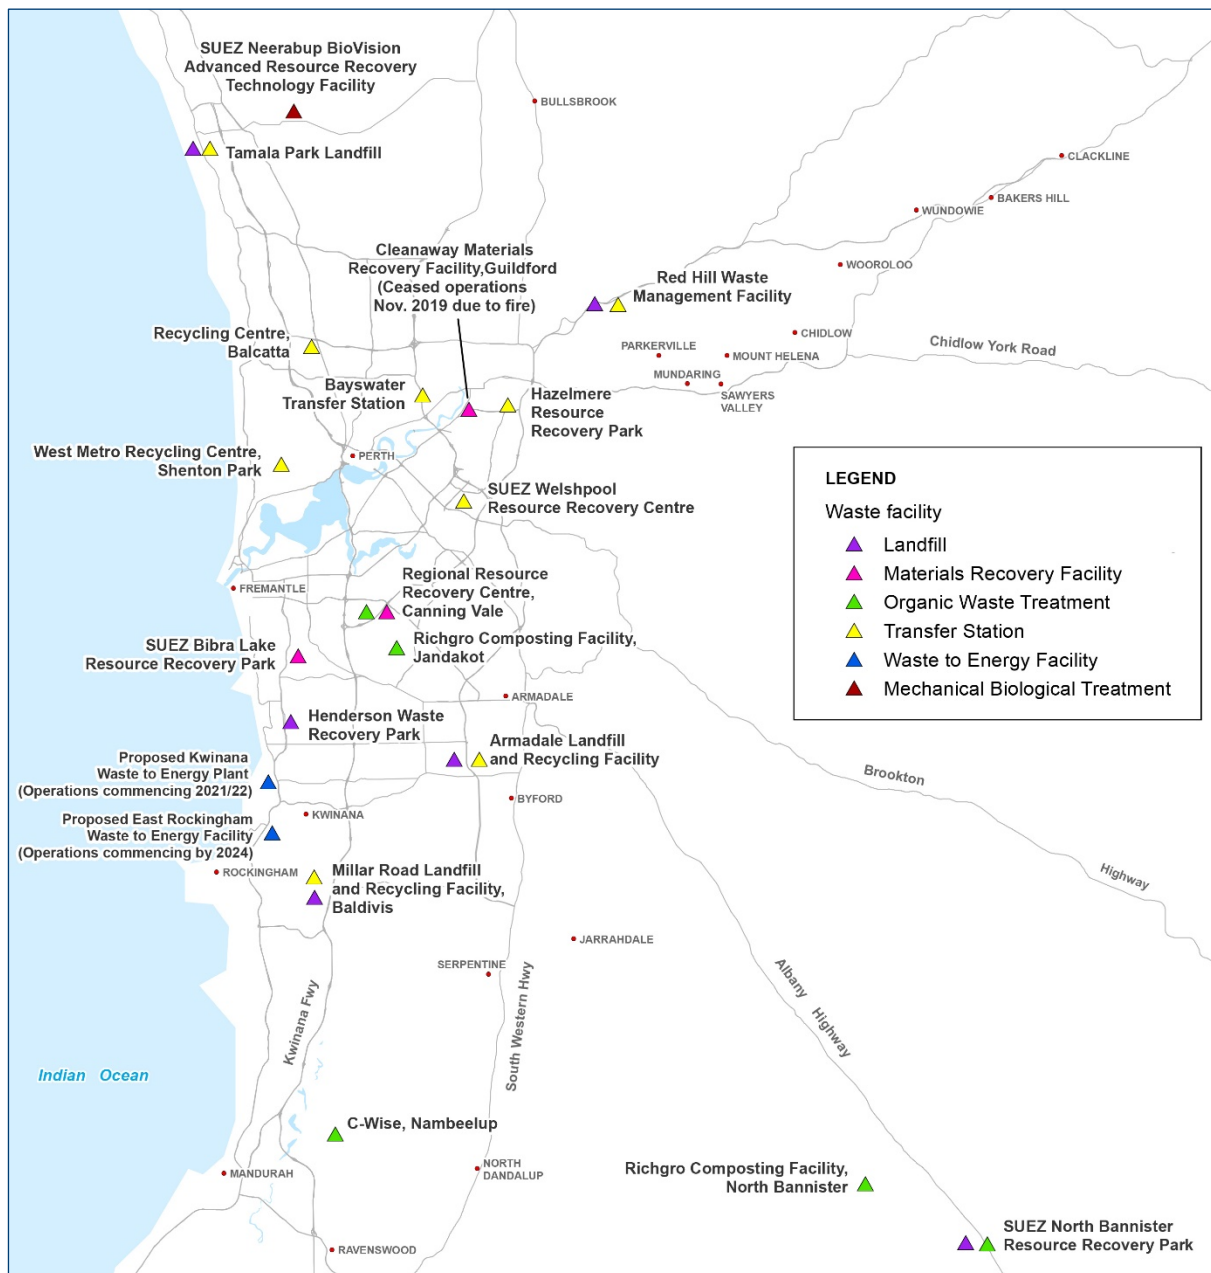 SUEZ Neerabup BioVision
Advanced Resource Recovery
Technology Facility
BULLSBROOK
Tamala Park Landfill
CLACKLINE
BAKERS HILL
WUNDOWIE
Cleanaway Materials
Recovery Facility,Guildford
(Ceased operations
Nov. 2019 due to fire)
WOOROLOO
Red Hill Waste
Management Facility
Recycling Centre,
Balcatta
CHIDLOW
PARKERVILLE
MOUNT HELENA
Chidlow York Road
MUNDARING
SAWYERS
VALLEY
Bayswater
Transfer Station
Hazelmere
Resource
Recovery Park
West Metro Recycling Centre,
Shenton Park
PERTH
SUEZ Welshpool
Resource Recovery Centre
LEGEND
Waste facility
Landfill
Materials Recovery Facility
Organic Waste Treatment
Transfer Station
Waste to Energy Facility
Mechanical Biological Treatment
FREMANTLE
Regional Resource
Recovery Centre,
Canning Vale
SUEZ Bibra Lake
Resource Recovery Park
Richgro Composting Facility,
Jandakot
ARMADALE
Henderson Waste
Recovery Park
Armadale Landfill
and Recycling Facility
Proposed Kwinana
Waste to Energy Plant
(Operations commencing 2021/22)
Brookton
BYFORD
KWINANA
Proposed East Rockingham
Waste to Energy Facility
(Operations commencing by 2024)
ROCKINGHAM
Millar Road Landfill
and Recycling Facility,
Baldivis
Highway
JARRAHDALE
SERPENTINE
Kwinana Fwy
South Western Hwy
Albany Highway
Indian Ocean
C-Wise, Nambeelup
MANDURAH
NORTH
DANDALUP
Richgro Composting Facility,
North Bannister
SUEZ North Bannister
Resource Recovery Park
RAVENSWOOD